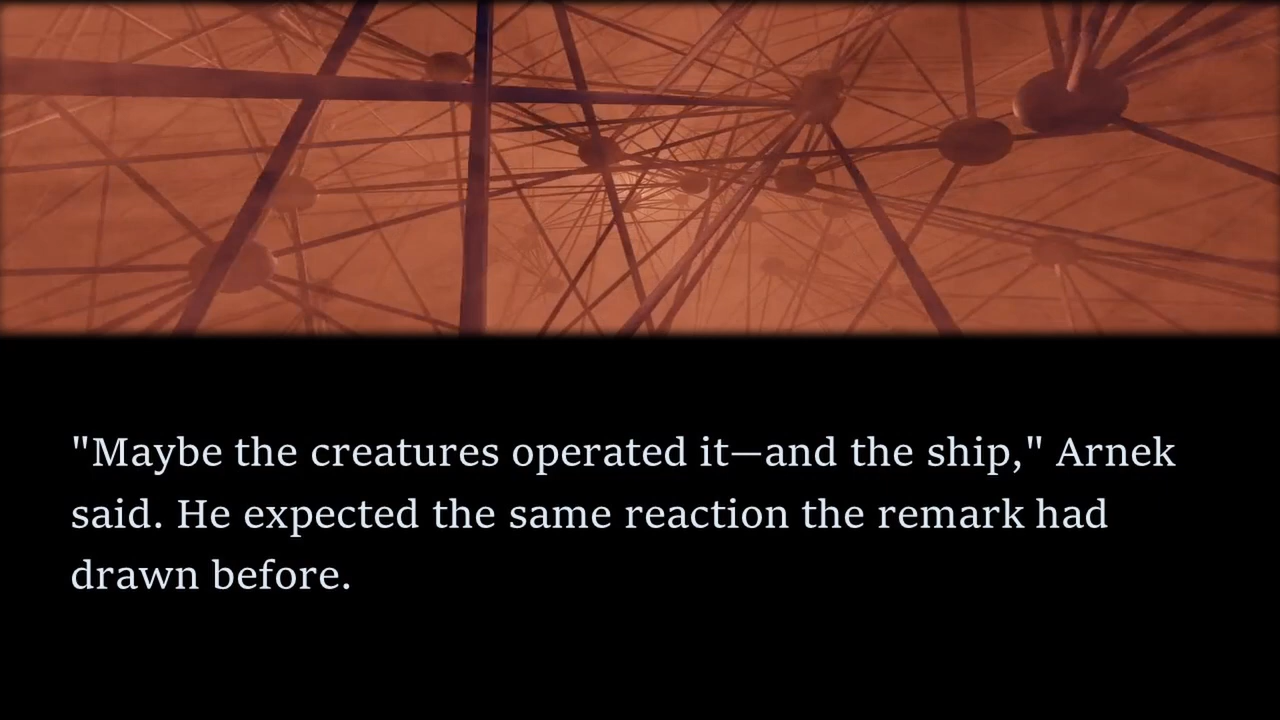 "Maybe the creatures operated it—and the ship," Arnek
said. He expected the same reaction the remark had
drawn before.